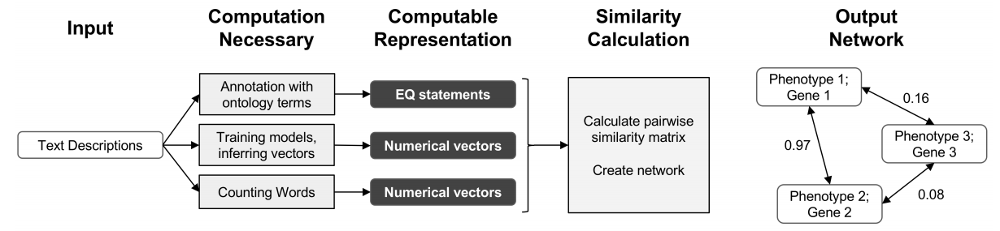 Input
Computation
Necessary
Computable
Representation
Similarity
Calculation
Output
Network
Text Descriptions
Annotation with
ontology terms
Training models,
inferring vectors
Counting Words
EQ statements
Numerical vectors
Numerical vectors
Calculate pairwise
similarity matrix
Create network
Phenotype 1;
Gene 1
0.16
Phenotype 3;
Gene 3
0.97
Phenotype 2;
Gene 2
0.08